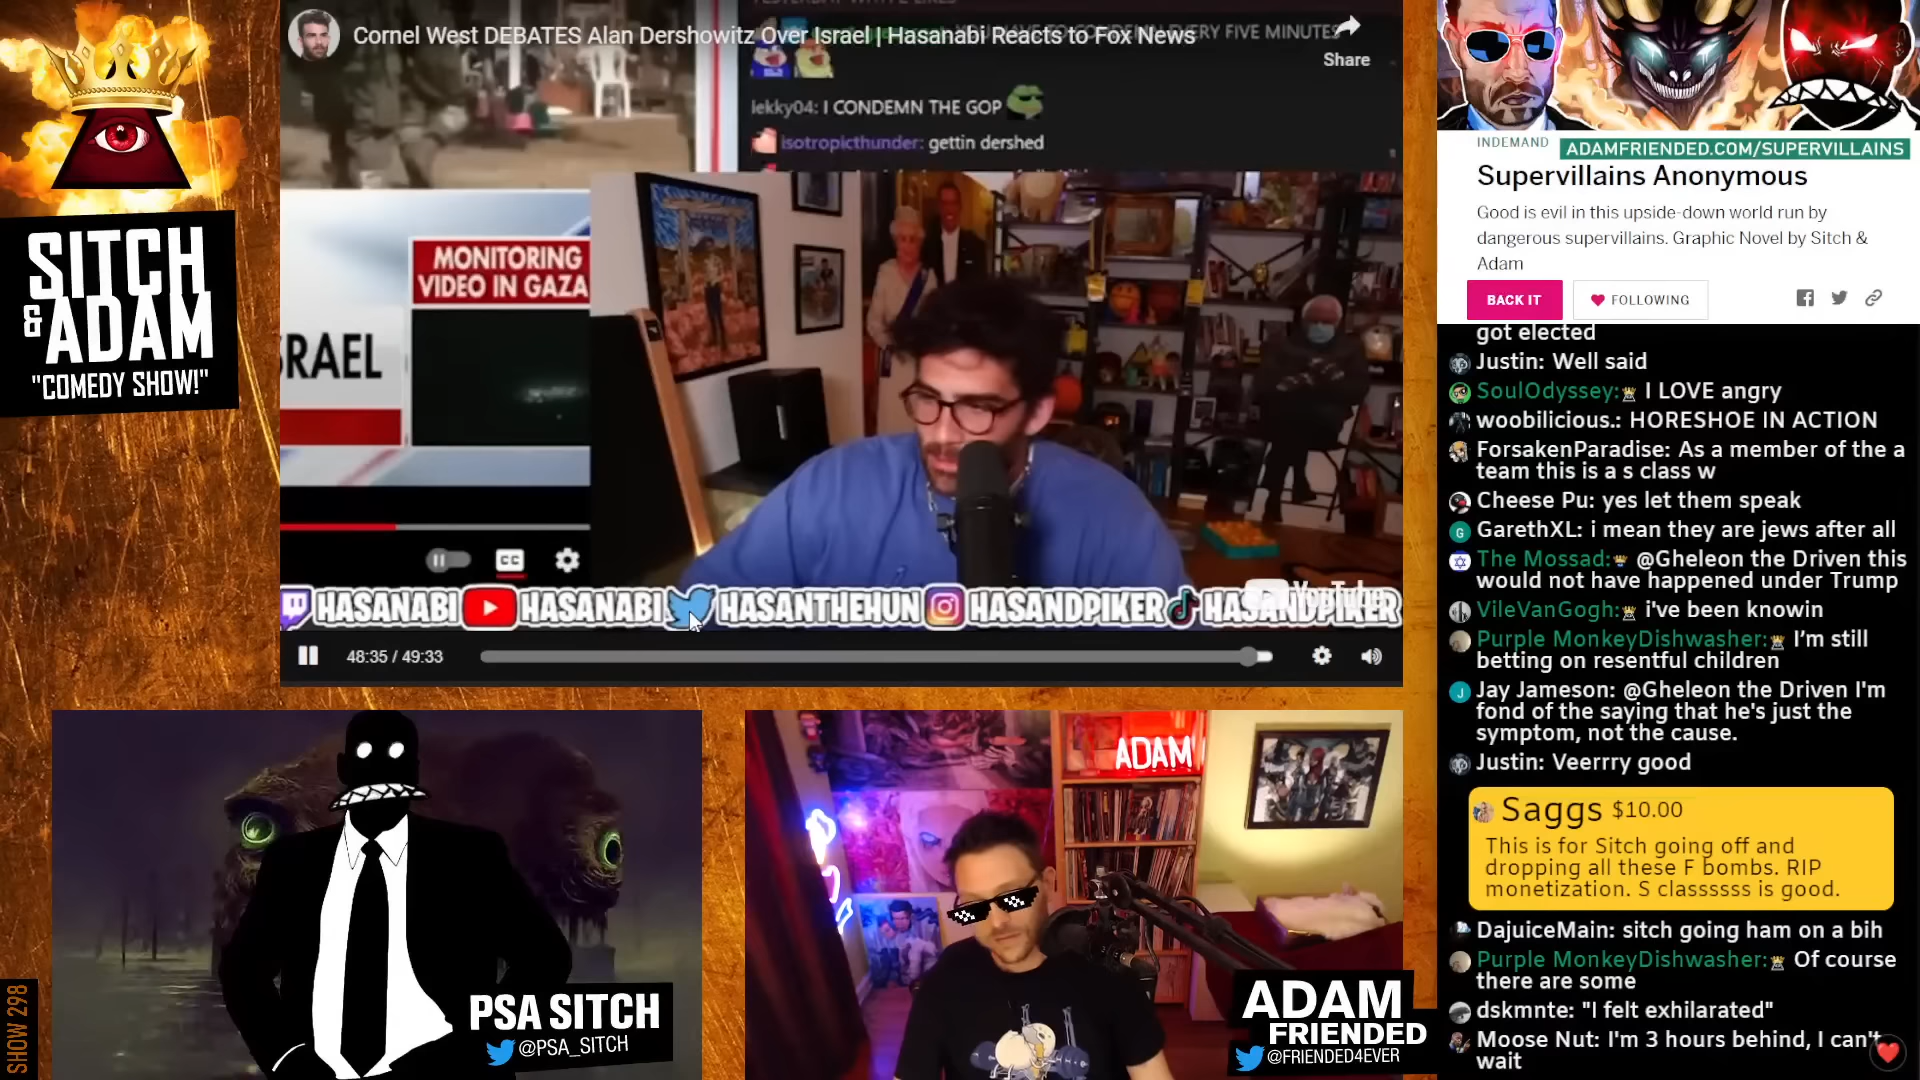 SITCH
& ADAM
"COMEDY SHOW!"
Cornel West DEBATES Alan Dershowitz Over Israel | Hasanabi Reacts to Fox News
Share
lekky04: I CONDEMN THE GOP
isotropicthunder: gettin dershed
MONITORING
VIDEO IN GAZA
SRAEL
CC
HASANABI HASANABI HASANTHEHUN HASANDPIKER HASANDPIKER
YouTube
48:35 / 49:33
PSA SITCH
@PSA_SITCH
SHOW 298
ADAM
ADAM
FRIENDED
@FRIENDED4EVER
INDEMAND
ADAMFRIENDED.COM/SUPERVILLAINS
Supervillains Anonymous
Good is evil in this upside-down world run by
dangerous supervillains. Graphic Novel by Sitch &
Adam
BACK IT
FOLLOWING
got elected
Justin: Well said
SoulOdyssey: I LOVE angry
woobilicious.: HORESHOE IN ACTION
ForsakenParadise: As a member of the a
team this is a s class w
Cheese Pu: yes let them speak
G GarethXL: i mean they are jews after all
The Mossad: @Gheleon the Driven this
would not have happened under Trump
VileVanGogh: i've been knowin
Purple MonkeyDishwasher: I’m still
betting on resentful children
J Jay Jameson: @Gheleon the Driven I'm
fond of the saying that he's just the
symptom, not the cause.
Justin: Veerrry good
Saggs $10.00
This is for Sitch going off and
dropping all these F bombs. RIP
monetization. S classssss is good.
DajuiceMain: sitch going ham on a bih
Purple MonkeyDishwasher: Of course
there are some
dskmnte: "I felt exhilarated"
Moose Nut: I'm 3 hours behind, I can't
wait